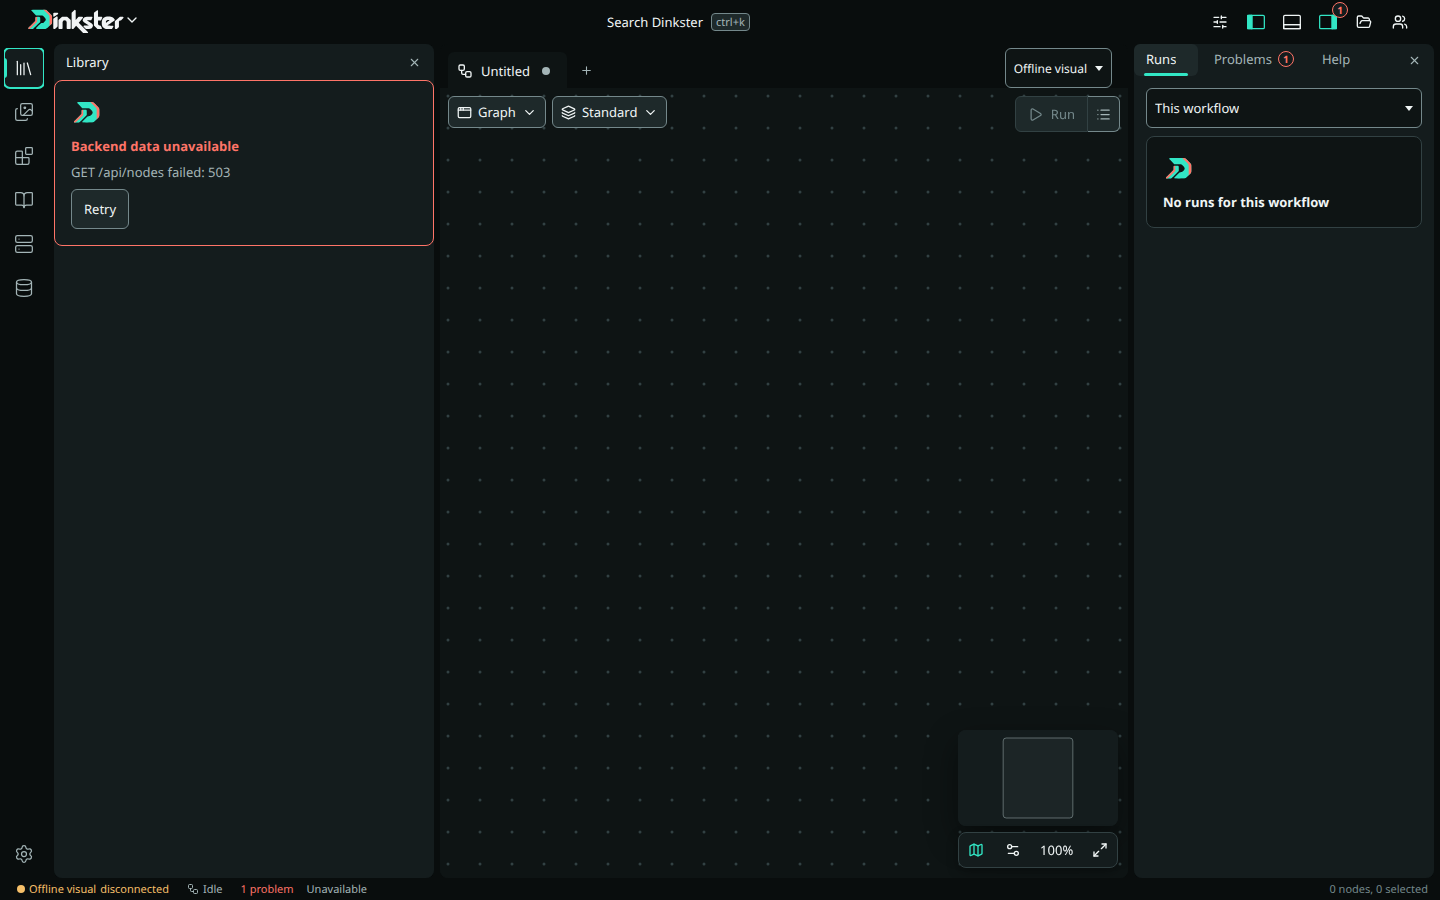 Dinkster
Search Dinkster ctrl+k
1
Library
Backend data unavailable
GET /api/nodes failed: 503
Retry
Untitled
Offline visual
Graph
Standard
Run
100%
Runs
Problems 1
Help
This workflow
No runs for this workflow
Offline visual disconnected
Idle
1 problem
Unavailable
0 nodes, 0 selected